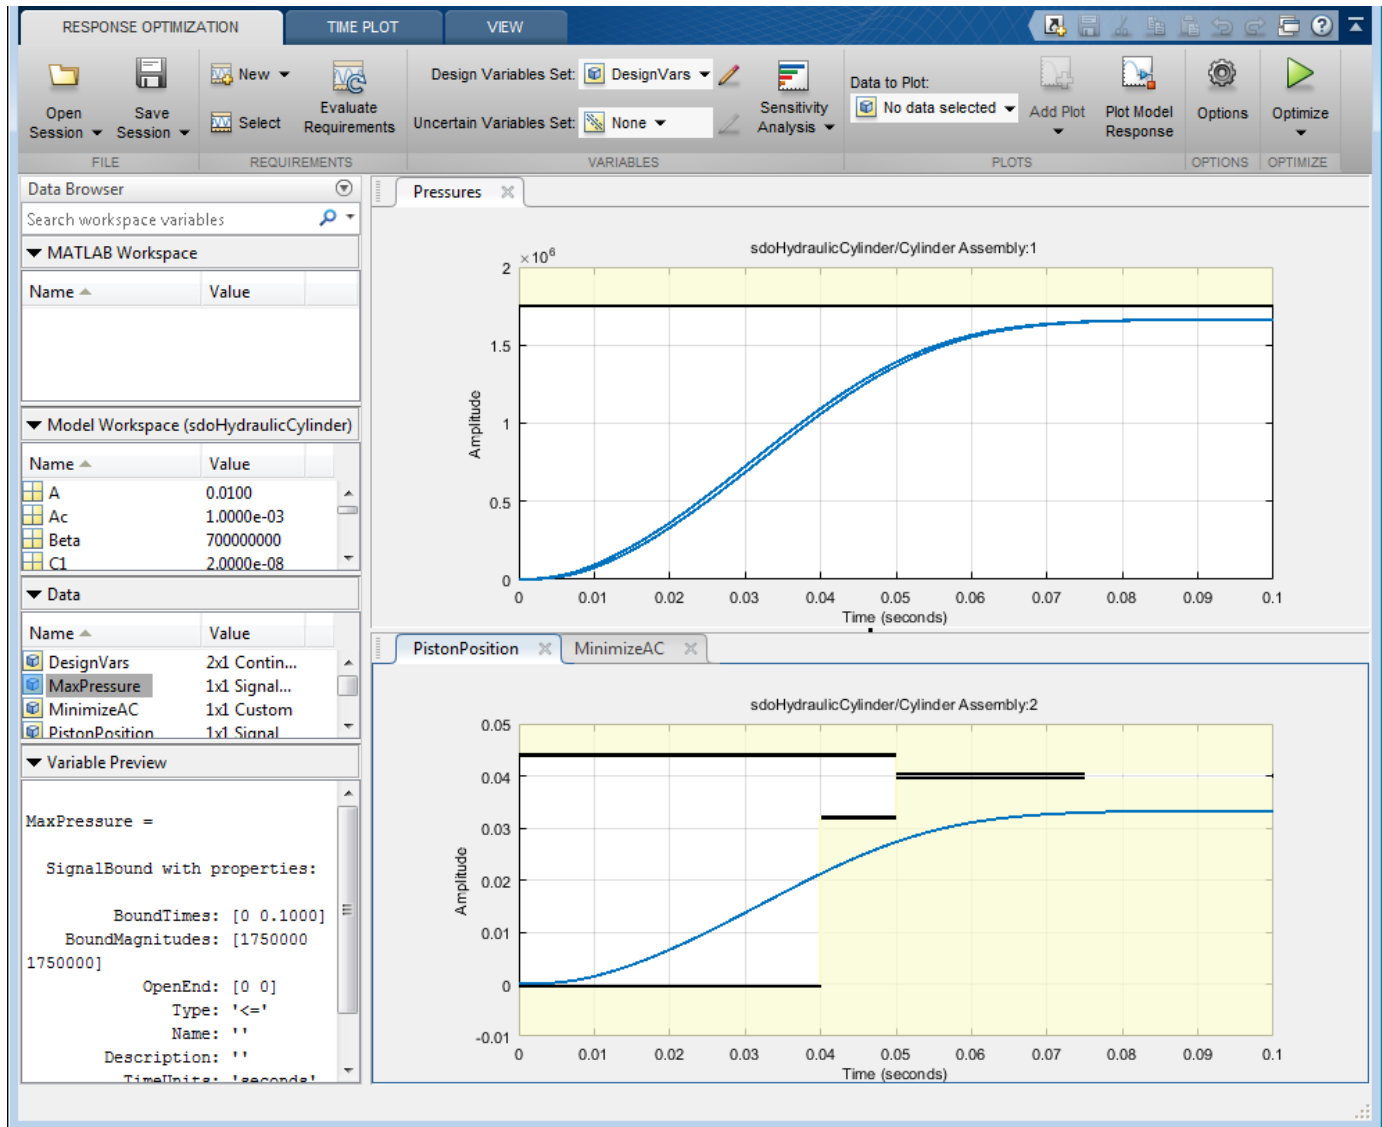 RESPONSE OPTIMIZATION TIME PLOT VIEW
Open Session
Save Session
New
Select
Evaluate Requirements
Design Variables Set: DesignVars
Uncertain Variables Set: None
Sensitivity Analysis
Data to Plot:
No data selected
Add Plot
Plot Model Response
Options
Optimize
FILE REQUIREMENTS VARIABLES PLOTS OPTIONS OPTIMIZE
Data Browser
Search workspace variables
MATLAB Workspace
Name Value
Model Workspace (sdoHydraulicCylinder)
Name Value
A 0.0100
Ac 1.0000e-03
Beta 700000000
C1 2.0000e-08
Data
Name Value
DesignVars 2x1 Contin...
MaxPressure 1x1 Signal...
MinimizeAC 1x1 Custom
PistonPosition 1x1 Signal
Variable Preview
MaxPressure =
SignalBound with properties:
BoundTimes: [0 0.1000]
BoundMagnitudes: [1750000
1750000]
OpenEnd: [0 0]
Type: '<='
Name: ''
Description: ''
TimeUnits: 'seconds'
Pressures
sdoHydraulicCylinder/Cylinder Assembly:1
×10⁶
2
1.5
1
0.5
0
Amplitude
0 0.01 0.02 0.03 0.04 0.05 0.06 0.07 0.08 0.09 0.1
Time (seconds)
PistonPosition MinimizeAC
sdoHydraulicCylinder/Cylinder Assembly:2
0.05
0.04
0.03
0.02
0.01
0
-0.01
Amplitude
0 0.01 0.02 0.03 0.04 0.05 0.06 0.07 0.08 0.09 0.1
Time (seconds)